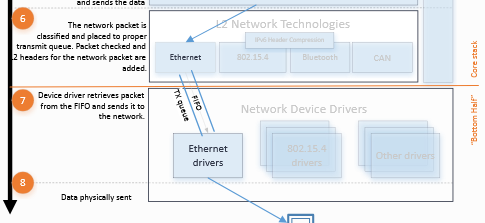 and sends the data
6
The network packet is
classified and placed to proper
transmit queue. Packet checked and
L2 headers for the network packet are
added.
L2 Network Technologies
IPv6 Header Compression
Ethernet
802.15.4
Bluetooth
CAN
Core stack
7
Device driver retrieves packet
from the FIFO and sends it to
the network.
TX queue
FIFO
Network Device Drivers
Ethernet
drivers
802.15.4
drivers
Other drivers
"Bottom Half"
8
Data physically sent